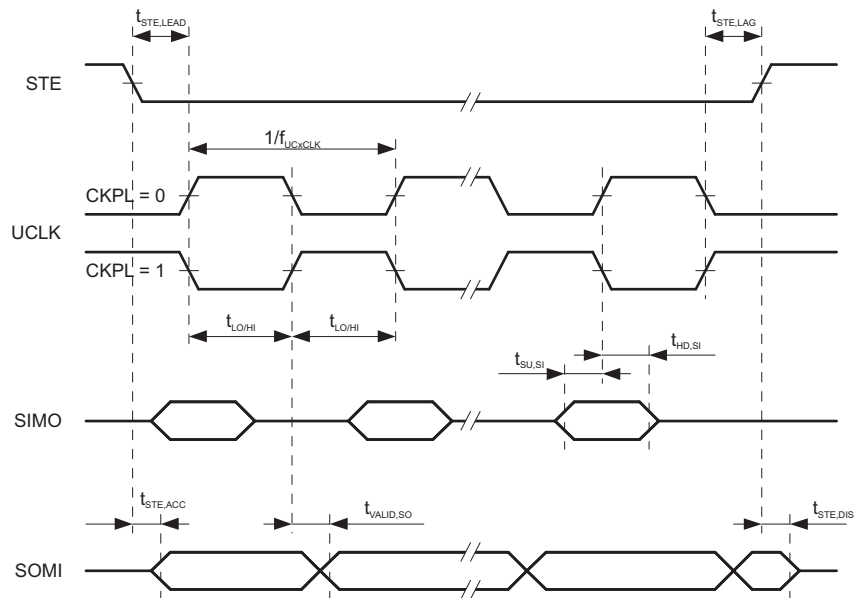 tSTE,LEAD
tSTE,LAG
STE
1/fUCxCLK
CKPL = 0
UCLK
CKPL = 1
tLO/HI
tLO/HI
tHD,SI
tSU,SI
SIMO
tSTE,ACC
tVALID,SO
tSTE,DIS
SOMI